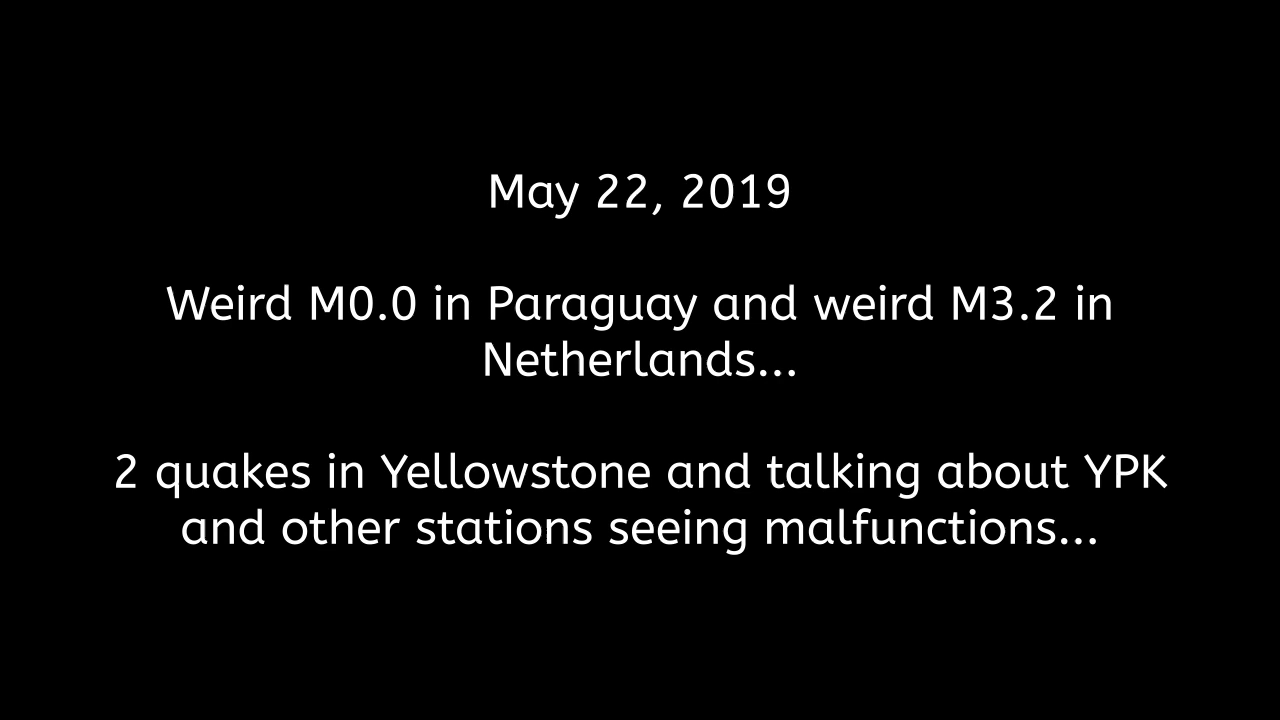 May 22, 2019
Weird M0.0 in Paraguay and weird M3.2 in
Netherlands...
2 quakes in Yellowstone and talking about YPK
and other stations seeing malfunctions...